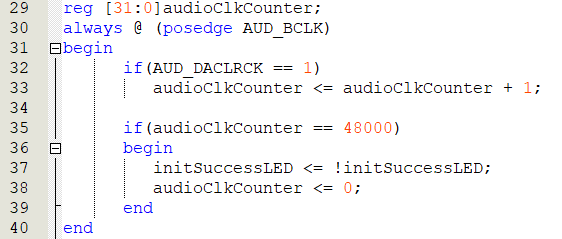 29 reg [31:0]audioClkCounter;
30 always @ (posedge AUD_BCLK)
31 begin
32 if(AUD_DACLRCK == 1)
33 audioClkCounter <= audioClkCounter + 1;
34
35 if(audioClkCounter == 48000)
36 begin
37 initSuccessLED <= !initSuccessLED;
38 audioClkCounter <= 0;
39 end
40 end